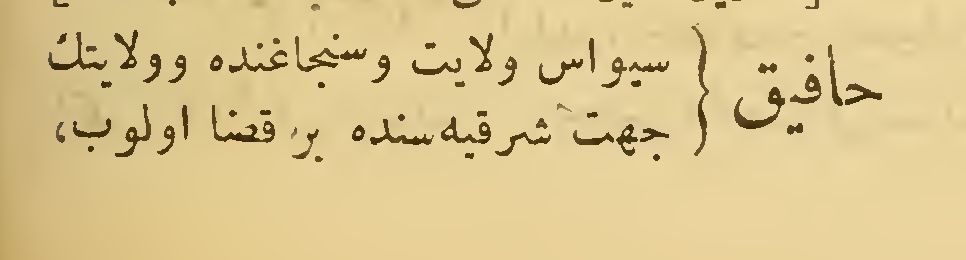 حافيق } سيواس ولايت وسنجاغنده وولايتك
جهت شرقيه‌سنده بر قضا اولوب،